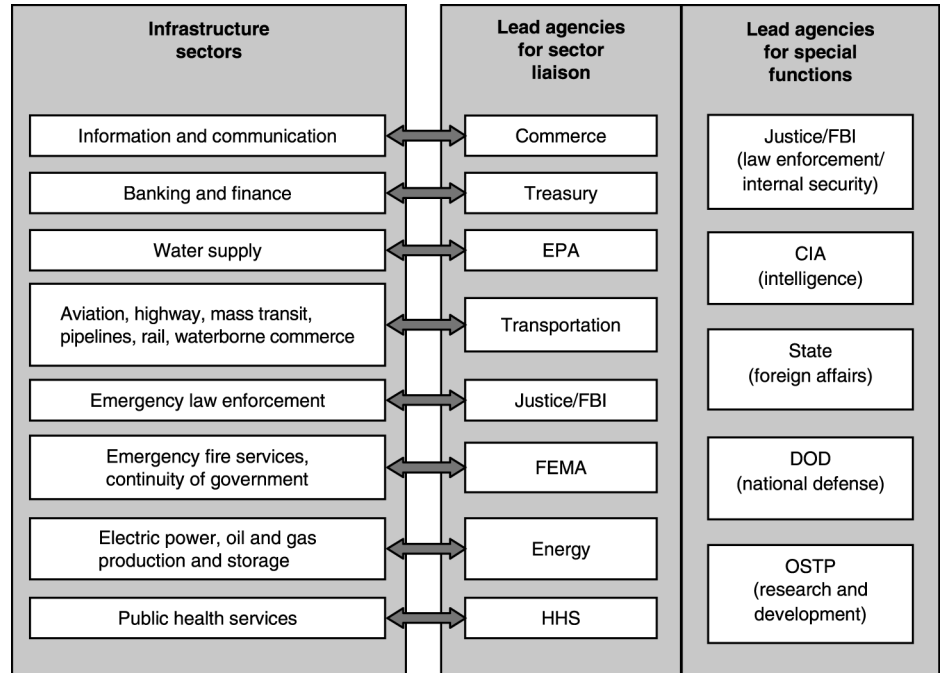 Infrastructure
sectors
Information and communication
Banking and finance
Water supply
Aviation, highway, mass transit,
pipelines, rail, waterborne commerce
Emergency law enforcement
Emergency fire services,
continuity of government
Electric power, oil and gas
production and storage
Public health services
Lead agencies
for sector
liaison
Commerce
Treasury
EPA
Transportation
Justice/FBI
FEMA
Energy
HHS
Lead agencies
for special
functions
Justice/FBI
(law enforcement/
internal security)
CIA
(intelligence)
State
(foreign affairs)
DOD
(national defense)
OSTP
(research and
development)